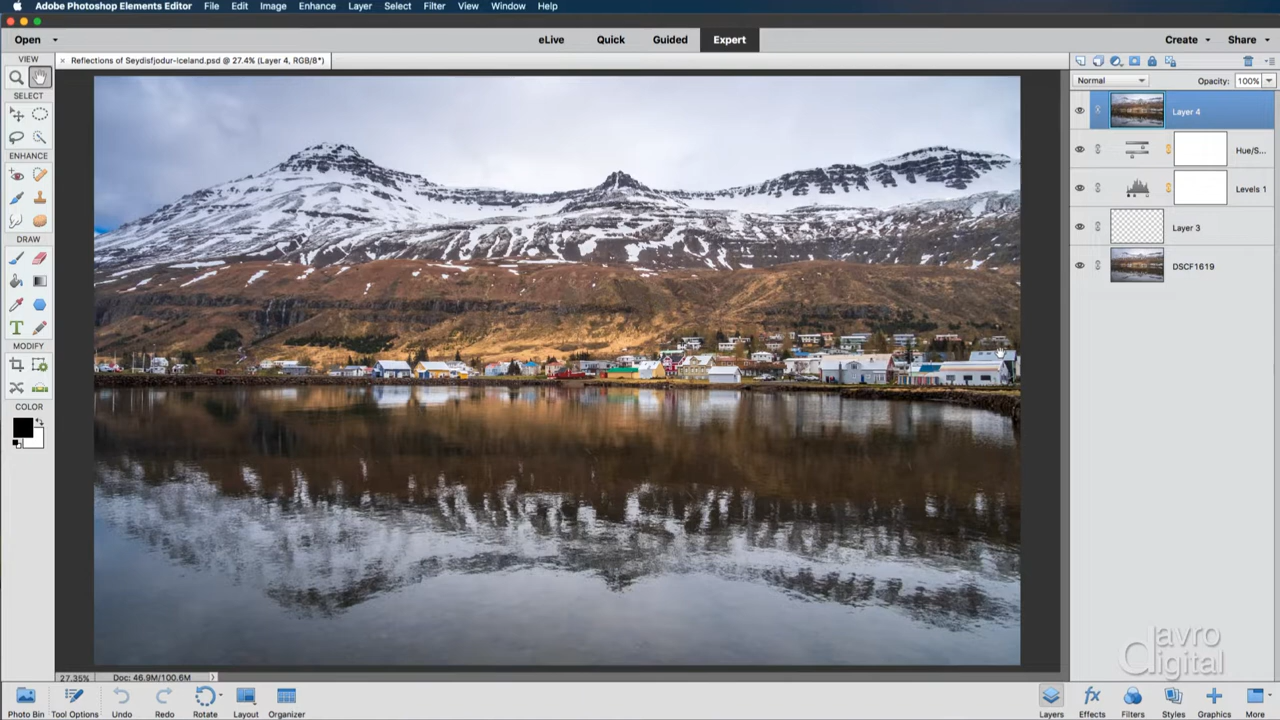 Adobe Photoshop Elements Editor File Edit Image Enhance Layer Select Filter View Window Help
Open eLive Quick Guided Expert Create Share
VIEW
× Reflections of Seydisfjodur-Iceland.psd @ 27.4% (Layer 4, RGB/8*)
SELECT
ENHANCE
DRAW
T
MODIFY
COLOR
Normal Opacity: 100%
Layer 4
Hue/S...
Levels 1
Layer 3
DSCF1619
27.35% Doc: 46.9M/100.6M
Javro
digital
Photo Bin Tool Options Undo Redo Rotate Layout Organizer Layers Effects Filters Styles Graphics More